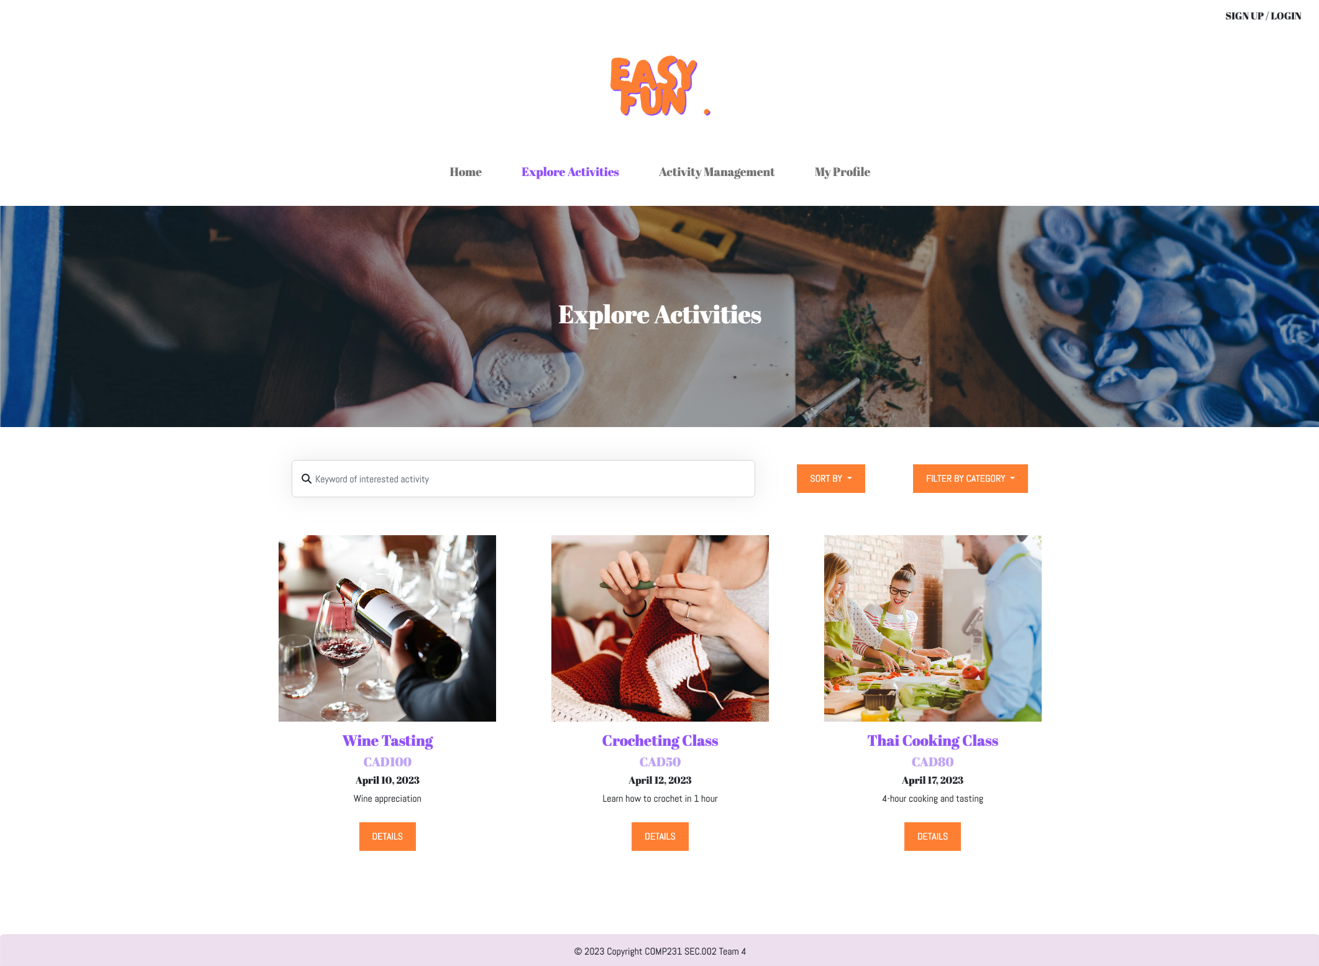 SIGN UP / LOGIN
EASY
FUN .
Home Explore Activities Activity Management My Profile
Explore Activities
Keyword of interested activity SORT BY FILTER BY CATEGORY
Wine Tasting Crocheting Class Thai Cooking Class
CAD100 CAD50 CAD80
April 10, 2023 April 12, 2023 April 17, 2023
Wine appreciation Learn how to crochet in 1 hour 4-hour cooking and tasting
DETAILS DETAILS DETAILS
© 2023 Copyright COMP231 SEC.002 Team 4